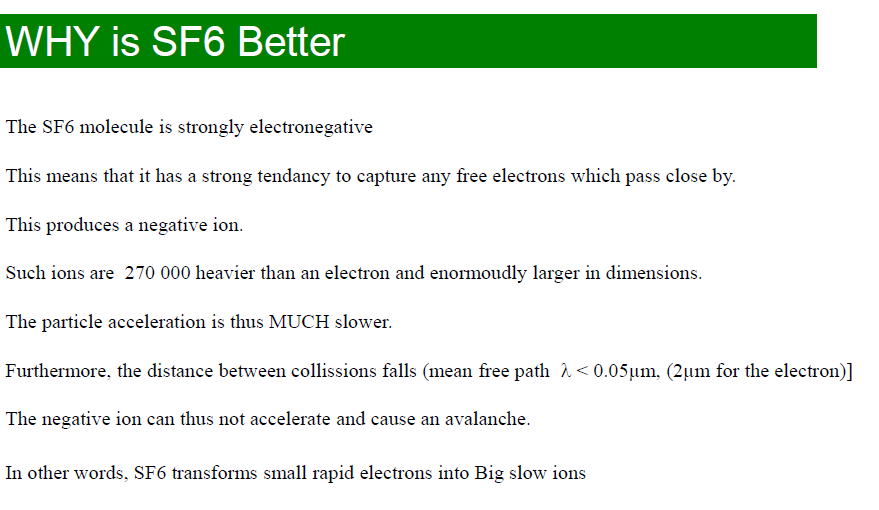 WHY is SF6 Better
The SF6 molecule is strongly electronegative
This means that it has a strong tendancy to capture any free electrons which pass close by.
This produces a negative ion.
Such ions are  270 000 heavier than an electron and enormoudly larger in dimensions.
The particle acceleration is thus MUCH slower.
Furthermore, the distance between collissions falls (mean free path  λ < 0.05µm, (2µm for the electron)]
The negative ion can thus not accelerate and cause an avalanche.
In other words, SF6 transforms small rapid electrons into Big slow ions